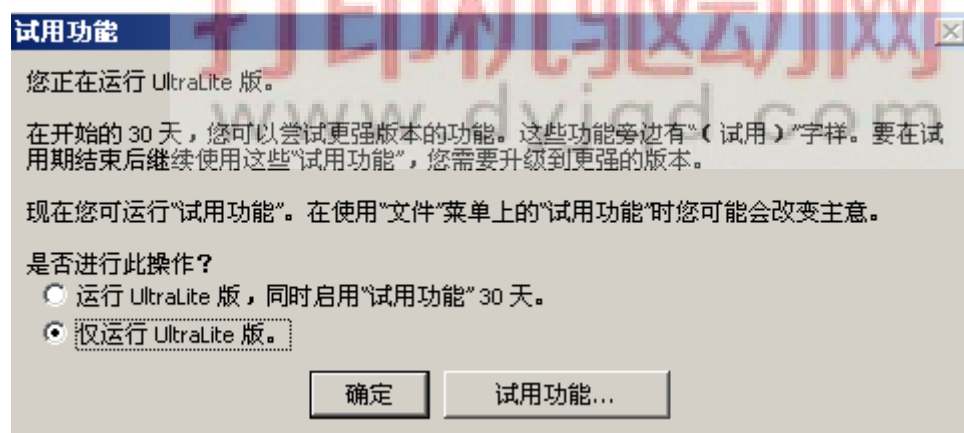 打印机驱动网
试用功能
www.dyjqd.com
您正在运行 UltraLite 版。
在开始的 30 天，您可以尝试更强版本的功能。这些功能旁边有“（试用）”字样。要在试
用期结束后继续使用这些“试用功能”，您需要升级到更强的版本。
现在您可运行“试用功能”。在使用“文件”菜单上的“试用功能”时您可能会改变主意。
是否进行此操作？
运行 UltraLite 版，同时启用“试用功能” 30 天。
仅运行 UltraLite 版。
确定
试用功能...